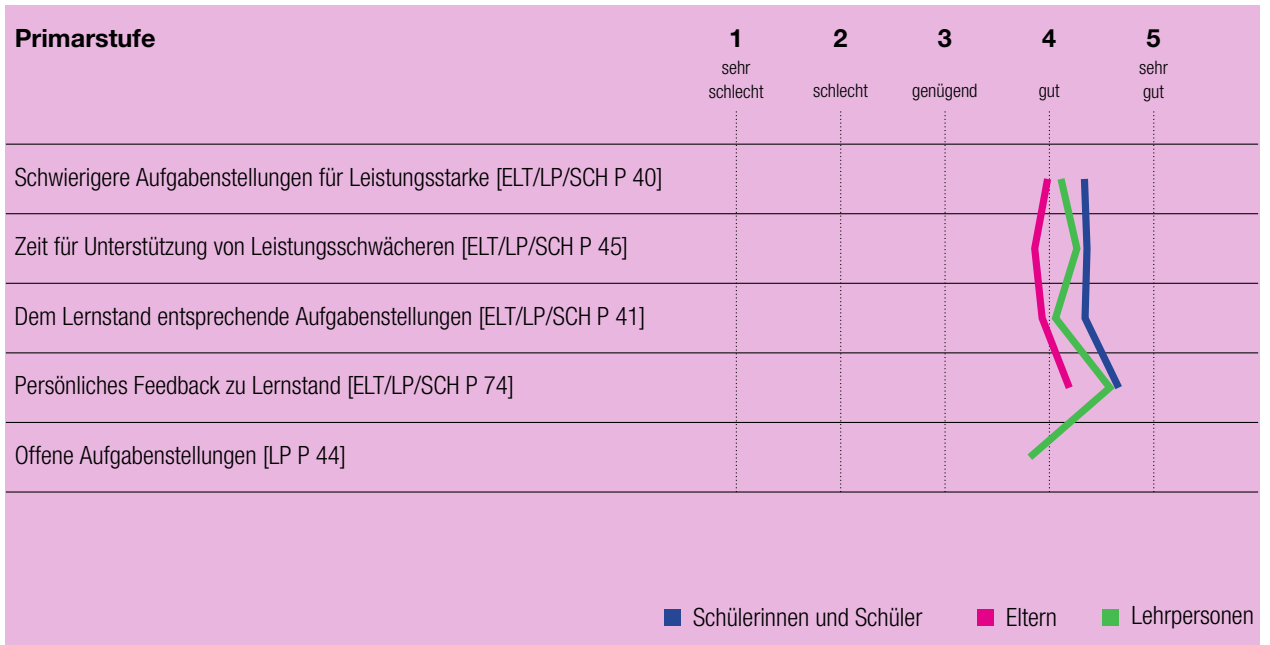 Primarstufe
1 2 3 4 5
sehr sehr
schlecht schlecht genügend gut gut
Schwierigere Aufgabenstellungen für Leistungsstarke [ELT/LP/SCH P 40]
Zeit für Unterstützung von Leistungsschwächeren [ELT/LP/SCH P 45]
Dem Lernstand entsprechende Aufgabenstellungen [ELT/LP/SCH P 41]
Persönliches Feedback zu Lernstand [ELT/LP/SCH P 74]
Offene Aufgabenstellungen [LP P 44]
Schülerinnen und Schüler Eltern Lehrpersonen